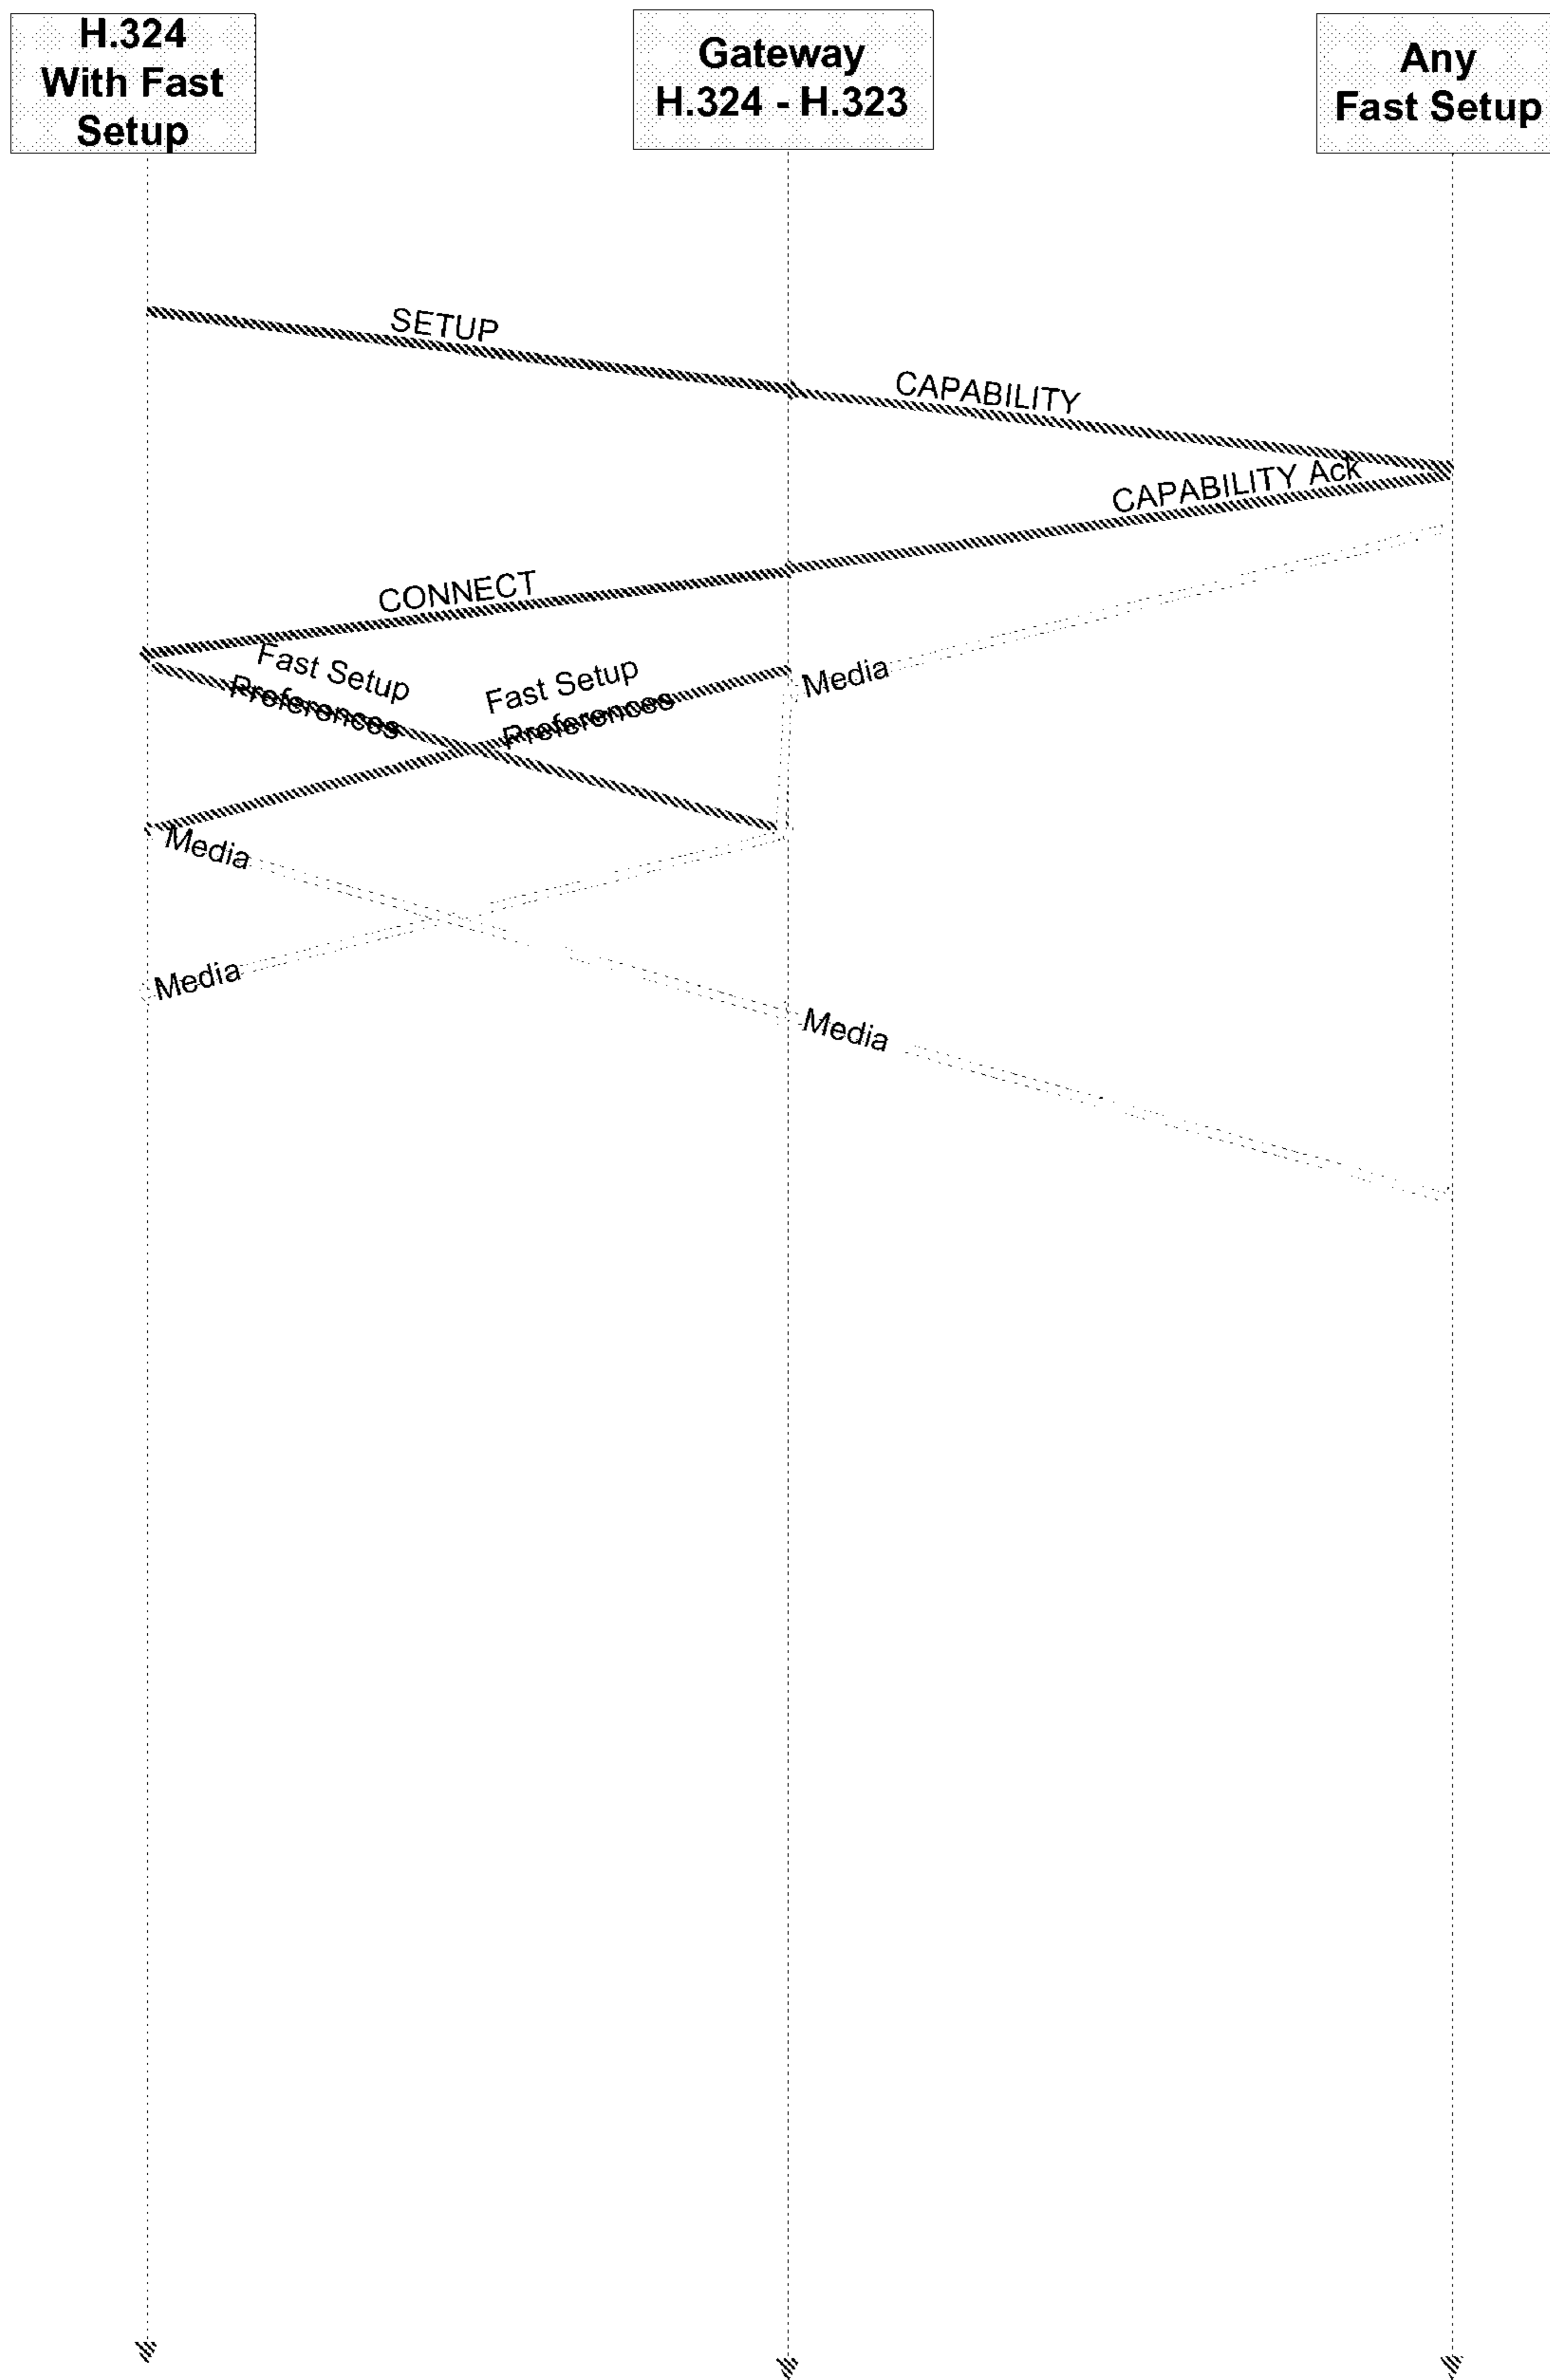 H.324
With Fast
Setup
Gateway
H.324 - H.323
Any
Fast Setup
SETUP
CAPABILITY
CAPABILITY Ack
CONNECT
Fast Setup
Preferences
Fast Setup
Preferences
Media
Media
Media
Media